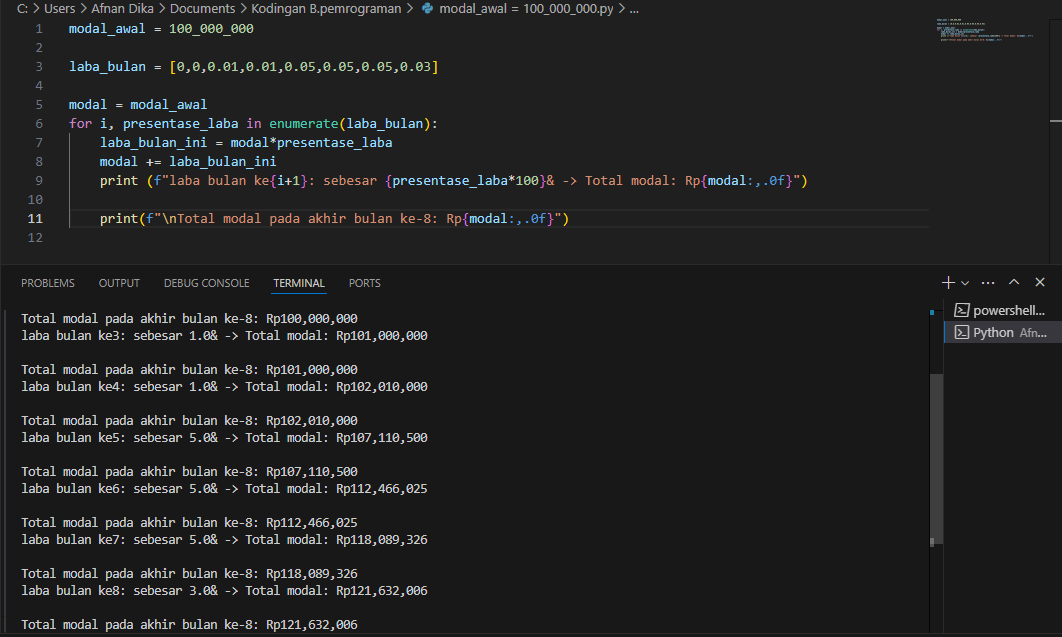 C: > Users > Afnan Dika > Documents > Kodingan B.pemrograman > modal_awal = 100_000_000.py > ...
1 modal_awal = 100_000_000
2
3 laba_bulan = [0,0,0.01,0.01,0.05,0.05,0.05,0.03]
4
5 modal = modal_awal
6 for i, presentase_laba in enumerate(laba_bulan):
7 laba_bulan_ini = modal*presentase_laba
8 modal += laba_bulan_ini
9 print (f"laba bulan ke{i+1}: sebesar {presentase_laba*100}& -> Total modal: Rp{modal:,.0f}")
10
11 print(f"\nTotal modal pada akhir bulan ke-8: Rp{modal:,.0f}")
12
PROBLEMS OUTPUT DEBUG CONSOLE TERMINAL PORTS
powershell...
Python Afn...
Total modal pada akhir bulan ke-8: Rp100,000,000
laba bulan ke3: sebesar 1.0& -> Total modal: Rp101,000,000
Total modal pada akhir bulan ke-8: Rp101,000,000
laba bulan ke4: sebesar 1.0& -> Total modal: Rp102,010,000
Total modal pada akhir bulan ke-8: Rp102,010,000
laba bulan ke5: sebesar 5.0& -> Total modal: Rp107,110,500
Total modal pada akhir bulan ke-8: Rp107,110,500
laba bulan ke6: sebesar 5.0& -> Total modal: Rp112,466,025
Total modal pada akhir bulan ke-8: Rp112,466,025
laba bulan ke7: sebesar 5.0& -> Total modal: Rp118,089,326
Total modal pada akhir bulan ke-8: Rp118,089,326
laba bulan ke8: sebesar 3.0& -> Total modal: Rp121,632,006
Total modal pada akhir bulan ke-8: Rp121,632,006